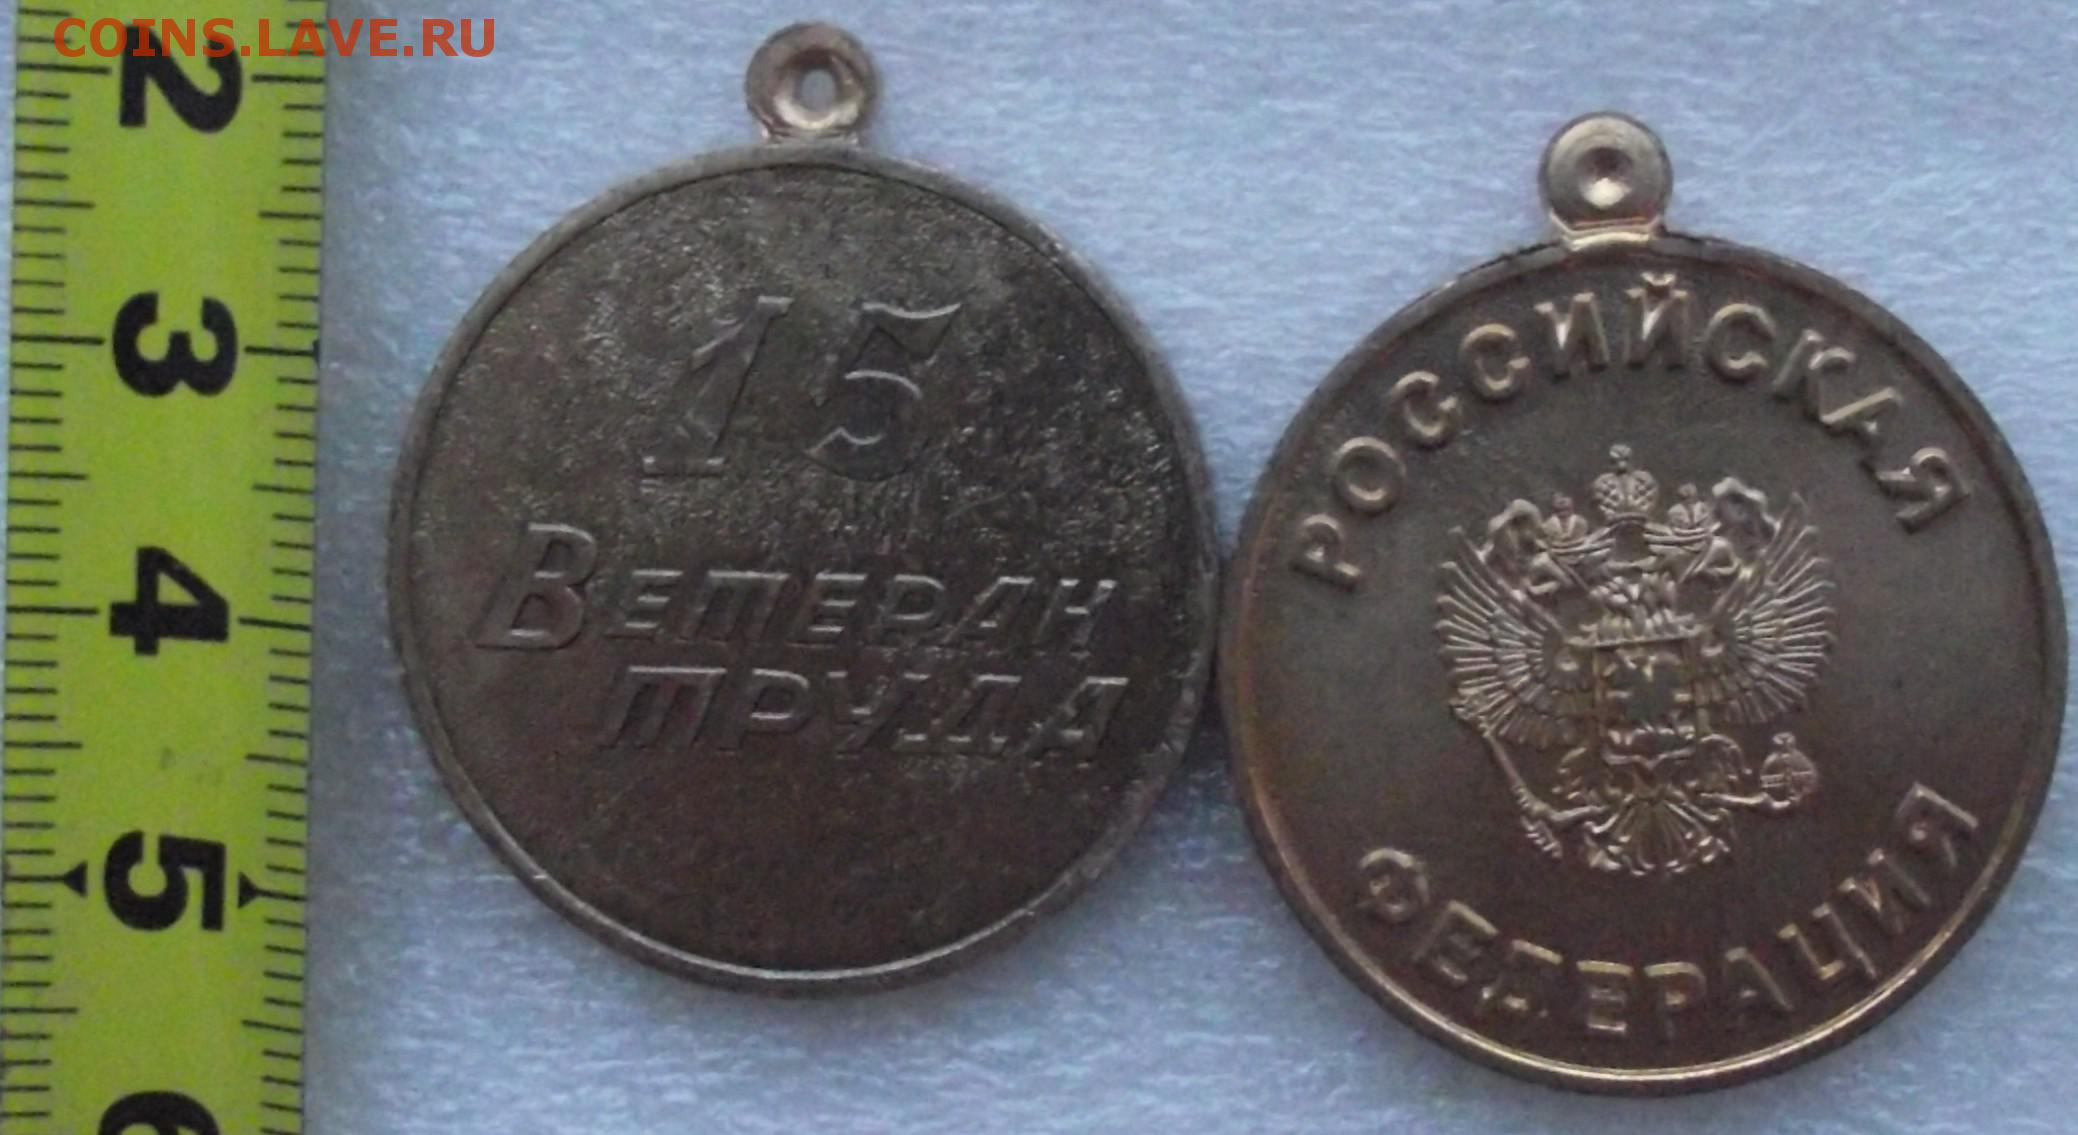 COINS.LAVE.RU
2
3
4
5
6
15
Ветеран
труда
РОССИЙСКАЯ
ФЕДЕРАЦИЯ